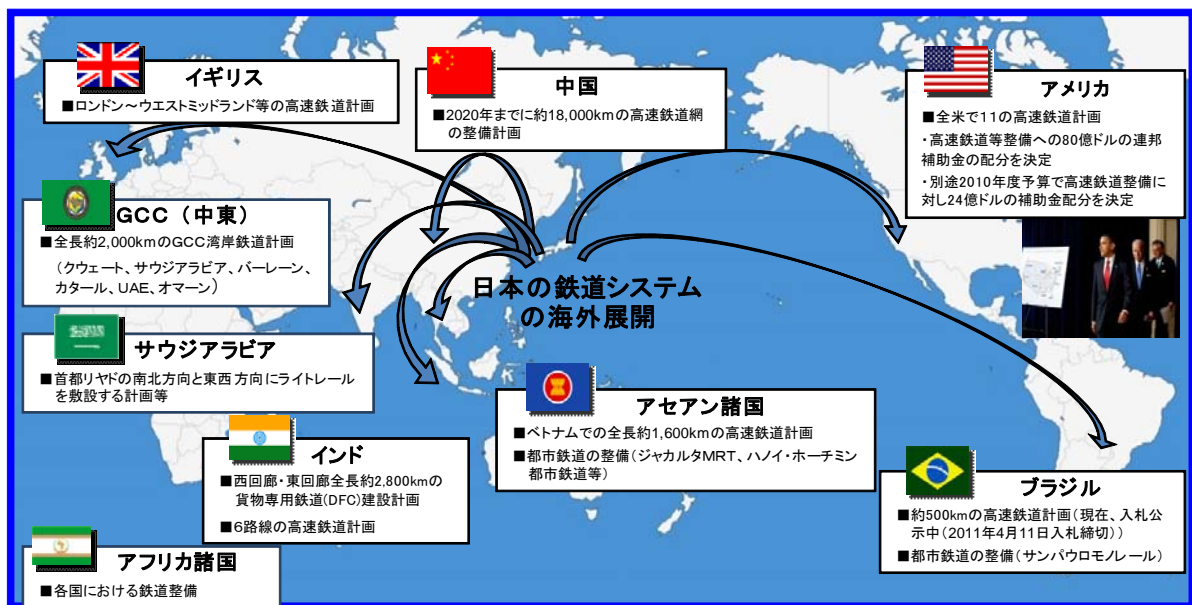 イギリス
■ロンドン～ウエストミッドランド等の高速鉄道計画
中国
■2020年までに約18,000kmの高速鉄道網
の整備計画
アメリカ
■全米で11の高速鉄道計画
・高速鉄道等整備への80億ドルの連邦
補助金の配分を決定
・別途2010年度予算で高速鉄道整備に
対し24億ドルの補助金配分を決定
GCC（中東）
■全長約2,000kmのGCC湾岸鉄道計画
（クウェート、サウジアラビア、バーレーン、
カタール、UAE、オマーン）
日本の鉄道システム
の海外展開
サウジアラビア
■首都リヤドの南北方向と東西方向にライトレール
を敷設する計画等
アセアン諸国
■ベトナムでの全長約1,600kmの高速鉄道計画
■都市鉄道の整備（ジャカルタMRT、ハノイ・ホーチミン
都市鉄道等）
インド
■西回廊・東回廊全長約2,800kmの
貨物専用鉄道(DFC)建設計画
■6路線の高速鉄道計画
ブラジル
■約500kmの高速鉄道計画（現在、入札公
示中（2011年4月11日入札締切））
■都市鉄道の整備（サンパウロモノレール）
アフリカ諸国
■各国における鉄道整備